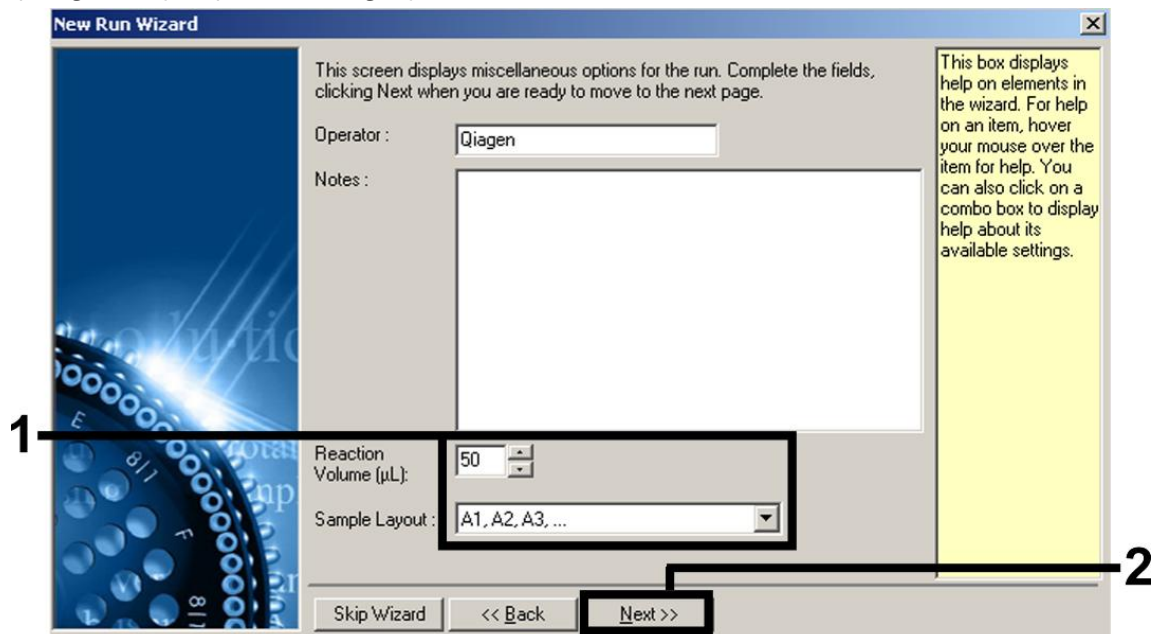 New Run Wizard
This screen displays miscellaneous options for the run. Complete the fields,
clicking Next when you are ready to move to the next page.
Operator :
Qiagen
Notes :
Reaction
Volume (µL):
50
Sample Layout :
A1, A2, A3, ...
Skip Wizard
<< Back
Next >>
This box displays
help on elements in
the wizard. For help
on an item, hover
your mouse over the
item for help. You
can also click on a
combo box to display
help about its
available settings.
1
2
E
8|1
F
8|1